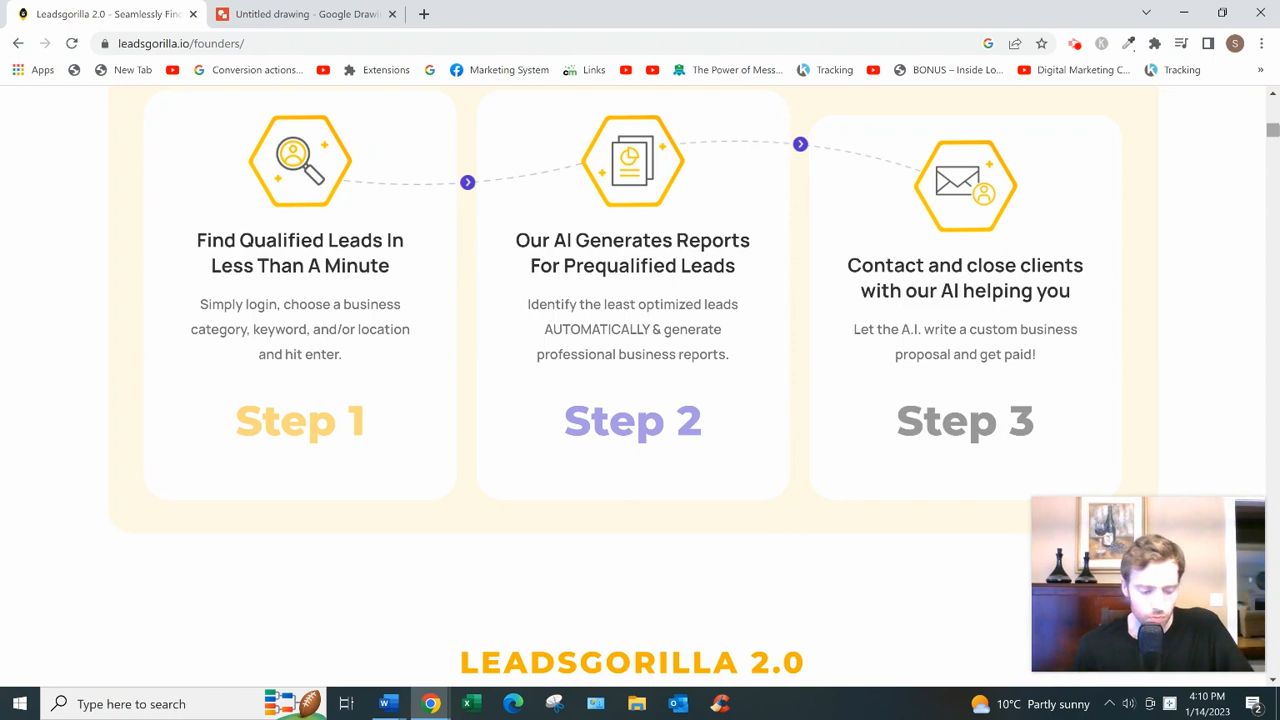 Leadsgorilla 2.0 - Seamlessly Fin
Untitled drawing - Google Drawi
leadsgorilla.io/founders/
S
Apps
New Tab
Conversion actions...
Extensions
Marketing System
Links
The Power of Mess...
Tracking
BONUS – Inside Lo...
Digital Marketing C...
Tracking
»
Find Qualified Leads In
Less Than A Minute
Simply login, choose a business
category, keyword, and/or location
and hit enter.
Step 1
Our AI Generates Reports
For Prequalified Leads
Identify the least optimized leads
AUTOMATICALLY & generate
professional business reports.
Step 2
Contact and close clients
with our AI helping you
Let the A.I. write a custom business
proposal and get paid!
Step 3
LEADSGORILLA 2.0
Type here to search
10°C Partly sunny
4:10 PM
1/14/2023
2